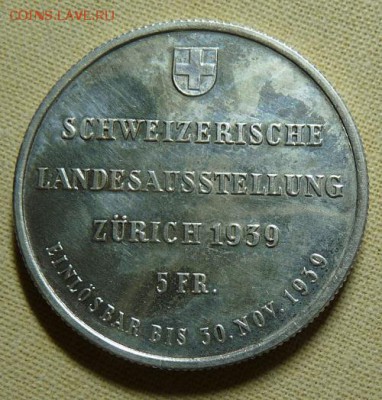 COINS.LAVE.RU
SCHWEIZERISCHE
LANDESAUSSTELLUNG
ZÜRICH 1939
5 FR.
EINLÖSBAR BIS 30. NOV. 1939